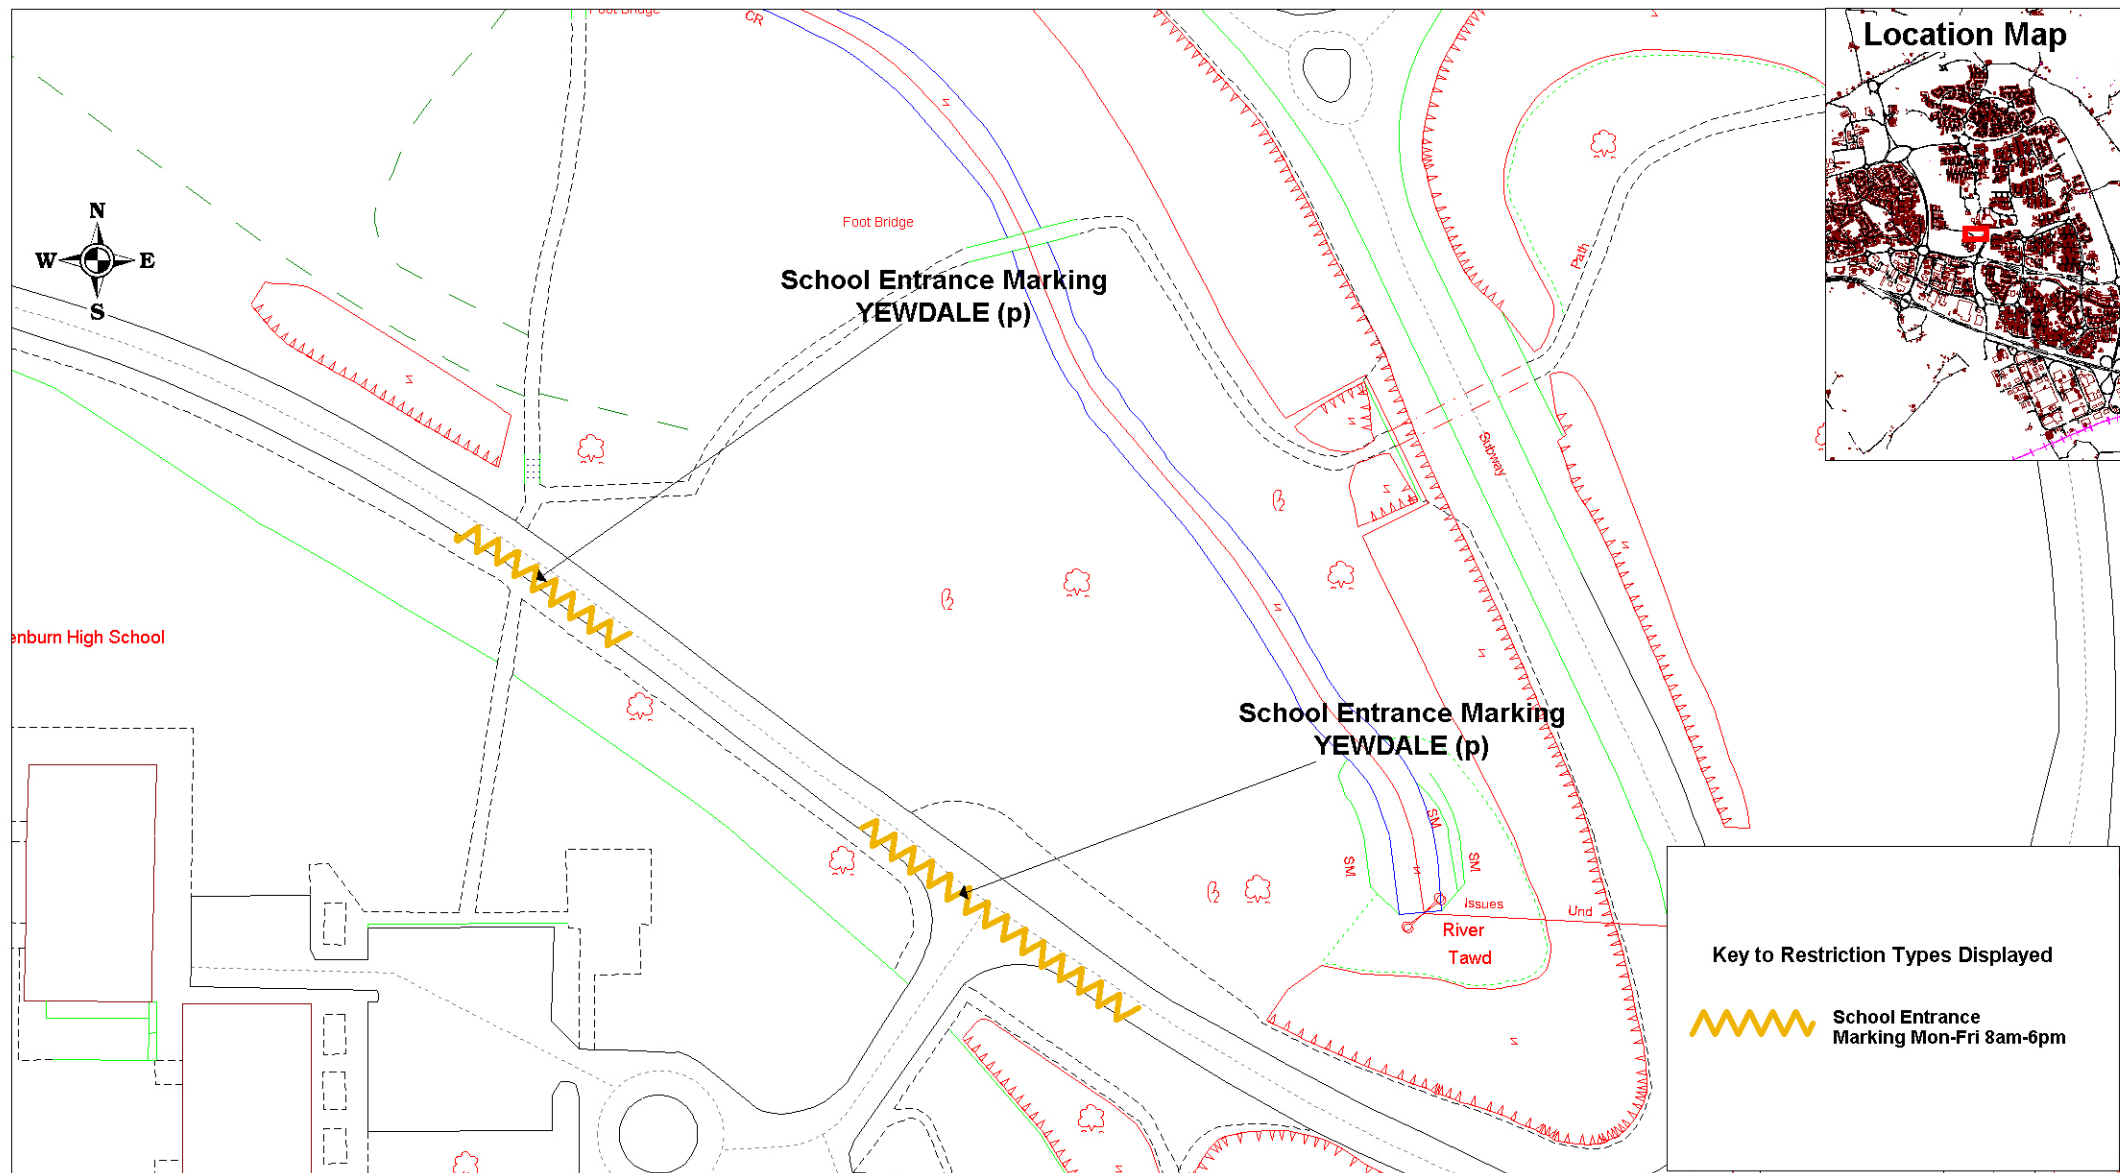 Foot Bridge
CR
Location Map
N
W E
S
Foot Bridge
School Entrance Marking
YEWDALE (p)
Path
Subway
enburn High School
School Entrance Marking
YEWDALE (p)
SM
SM
SM
Issues
Und
River
Tawd
Key to Restriction Types Displayed
School Entrance
Marking Mon-Fri 8am-6pm